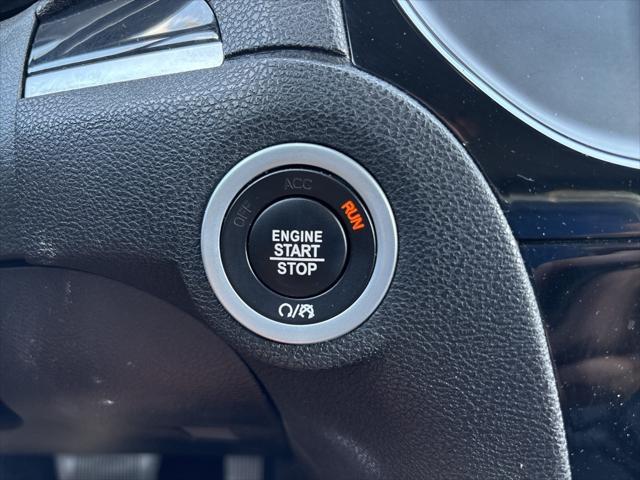 OFF ACC RUN
ENGINE
START
STOP